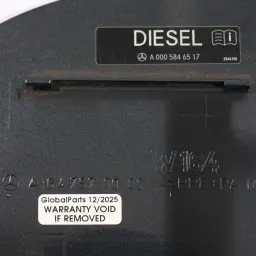 DIESEL
A 000 584 65 17
W164
GlobalParts 12/2025
WARRANTY VOID
IF REMOVED